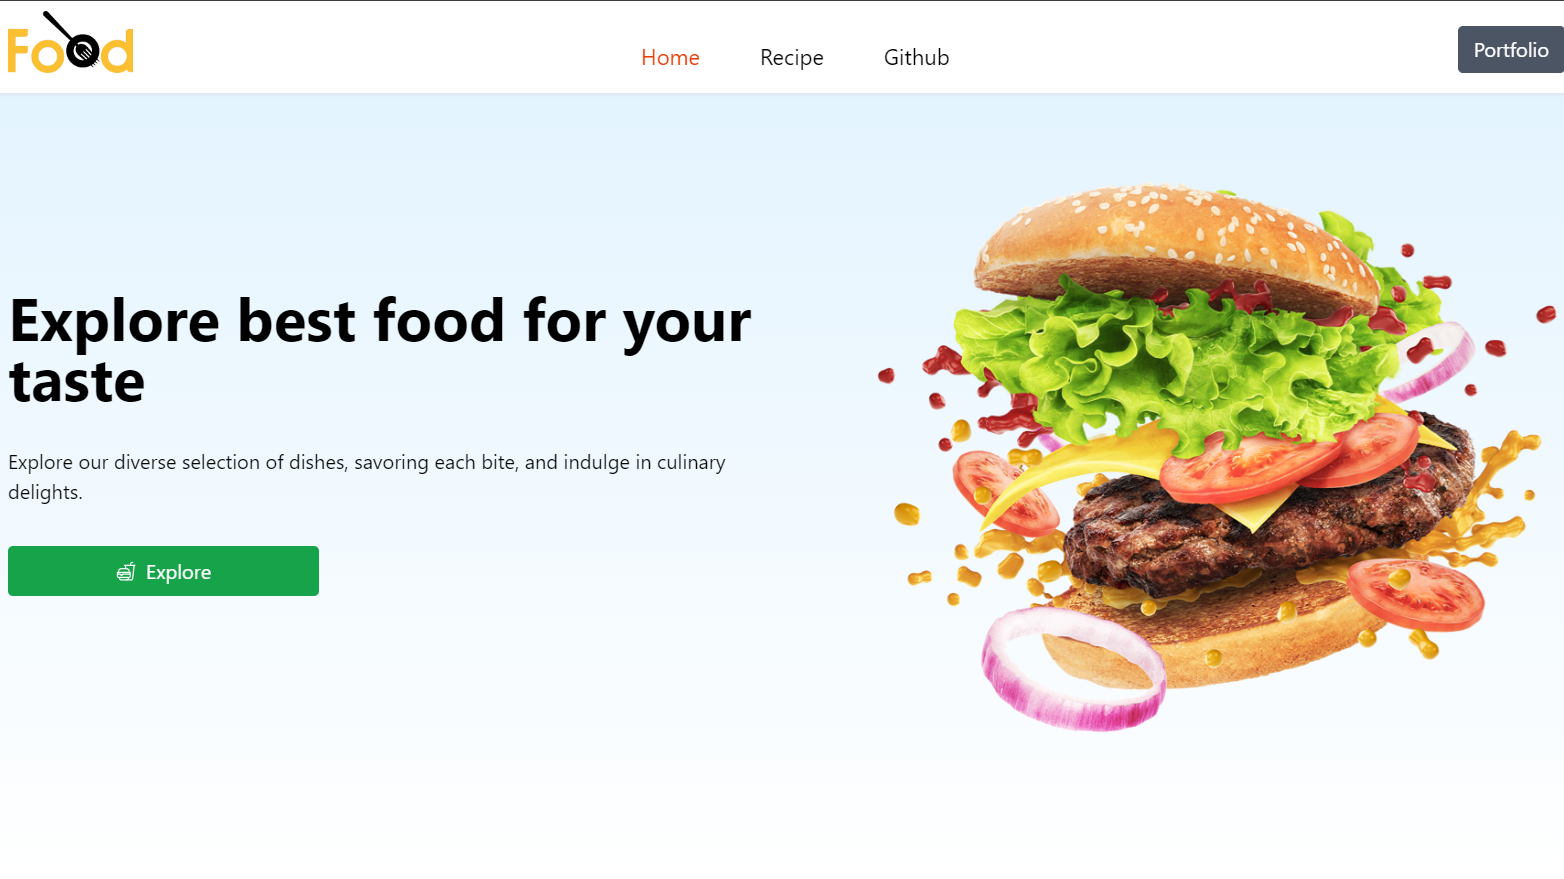 Food
Home Recipe Github
Portfolio
Explore best food for your
taste
Explore our diverse selection of dishes, savoring each bite, and indulge in culinary
delights.
Explore